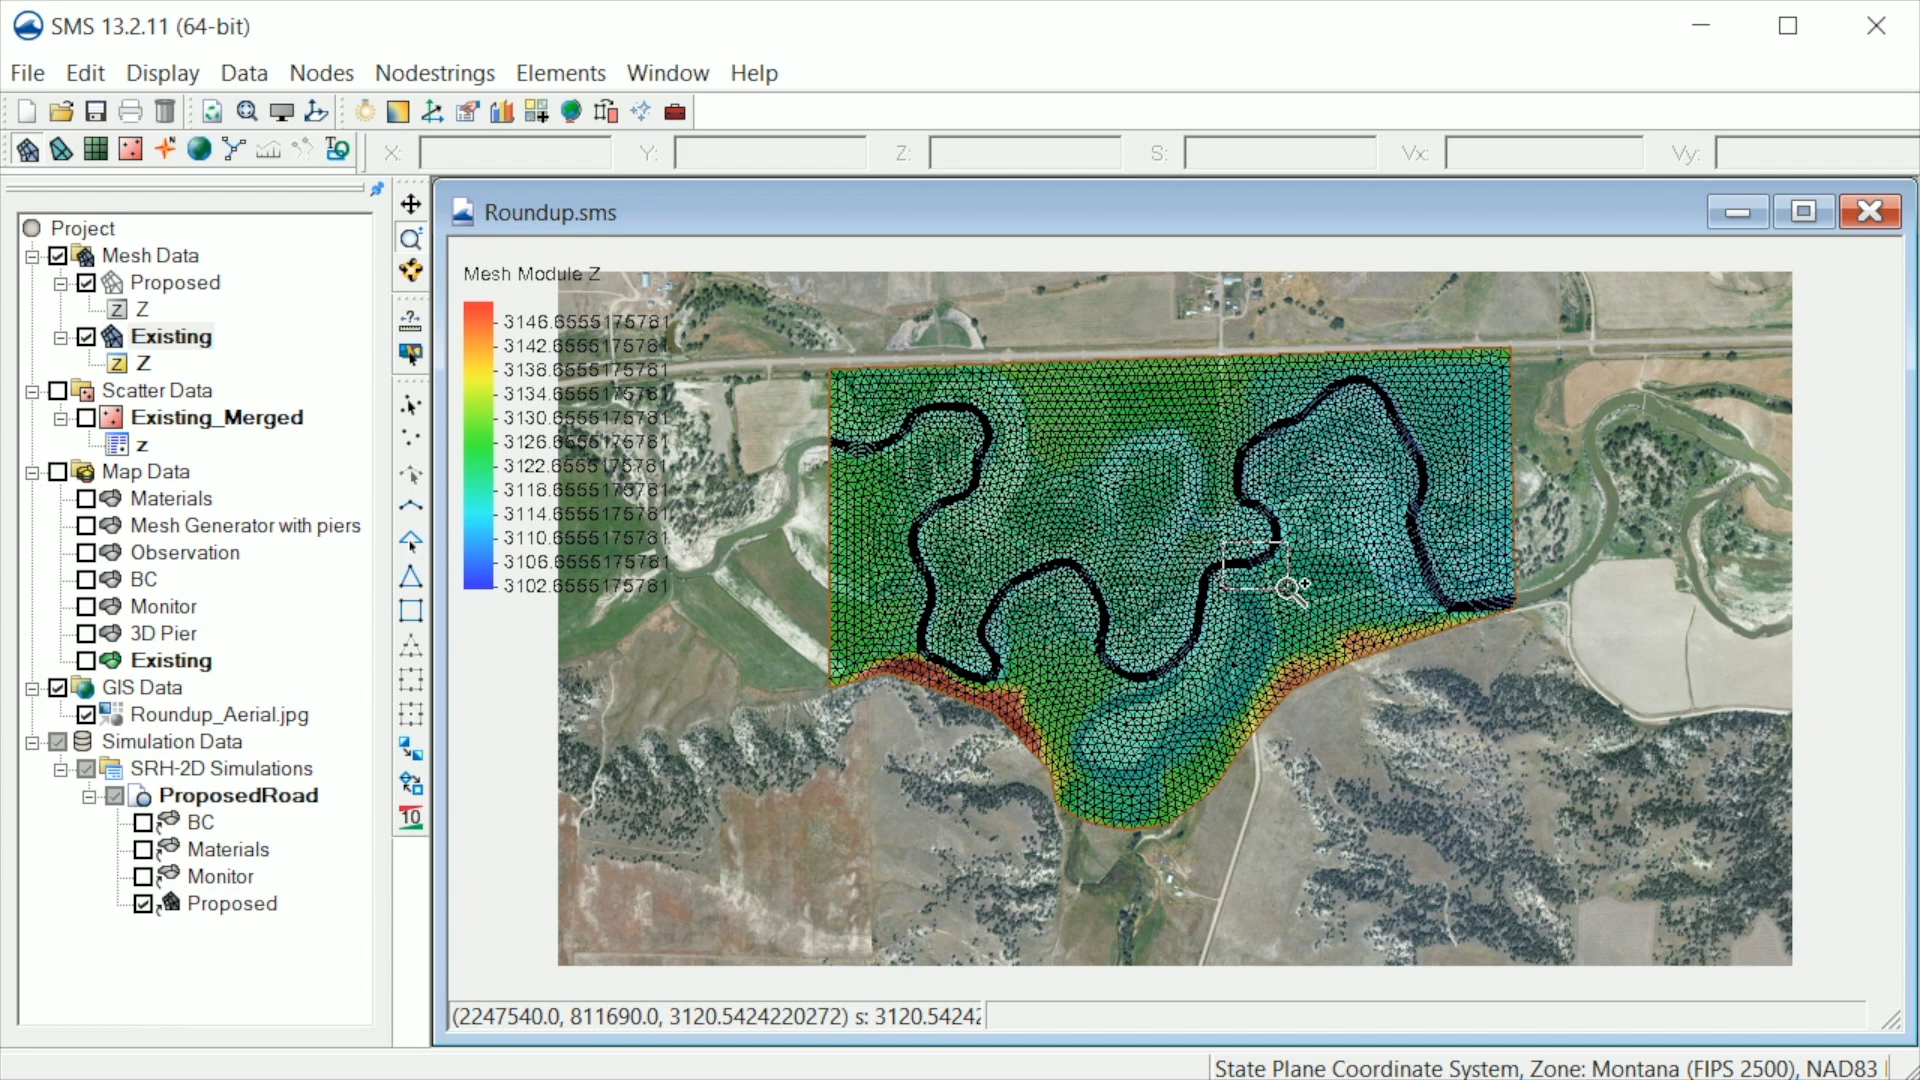 SMS 13.2.11 (64-bit)
File Edit Display Data Nodes Nodestrings Elements Window Help
X: Y: Z: S: Vx: Vy:
Project
Mesh Data
Proposed
Z
Existing
Z
Scatter Data
Existing_Merged
z
Map Data
Materials
Mesh Generator with piers
Observation
BC
Monitor
3D Pier
Existing
GIS Data
Roundup_Aerial.jpg
Simulation Data
SRH-2D Simulations
ProposedRoad
BC
Materials
Monitor
Proposed
10
Roundup.sms
Mesh Module Z
3146.6555175781
3142.6555175781
3138.6555175781
3134.6555175781
3130.6555175781
3126.6555175781
3122.6555175781
3118.6555175781
3114.6555175781
3110.6555175781
3106.6555175781
3102.6555175781
(2247540.0, 811690.0, 3120.5424220272) s: 3120.54242
State Plane Coordinate System, Zone: Montana (FIPS 2500), NAD83